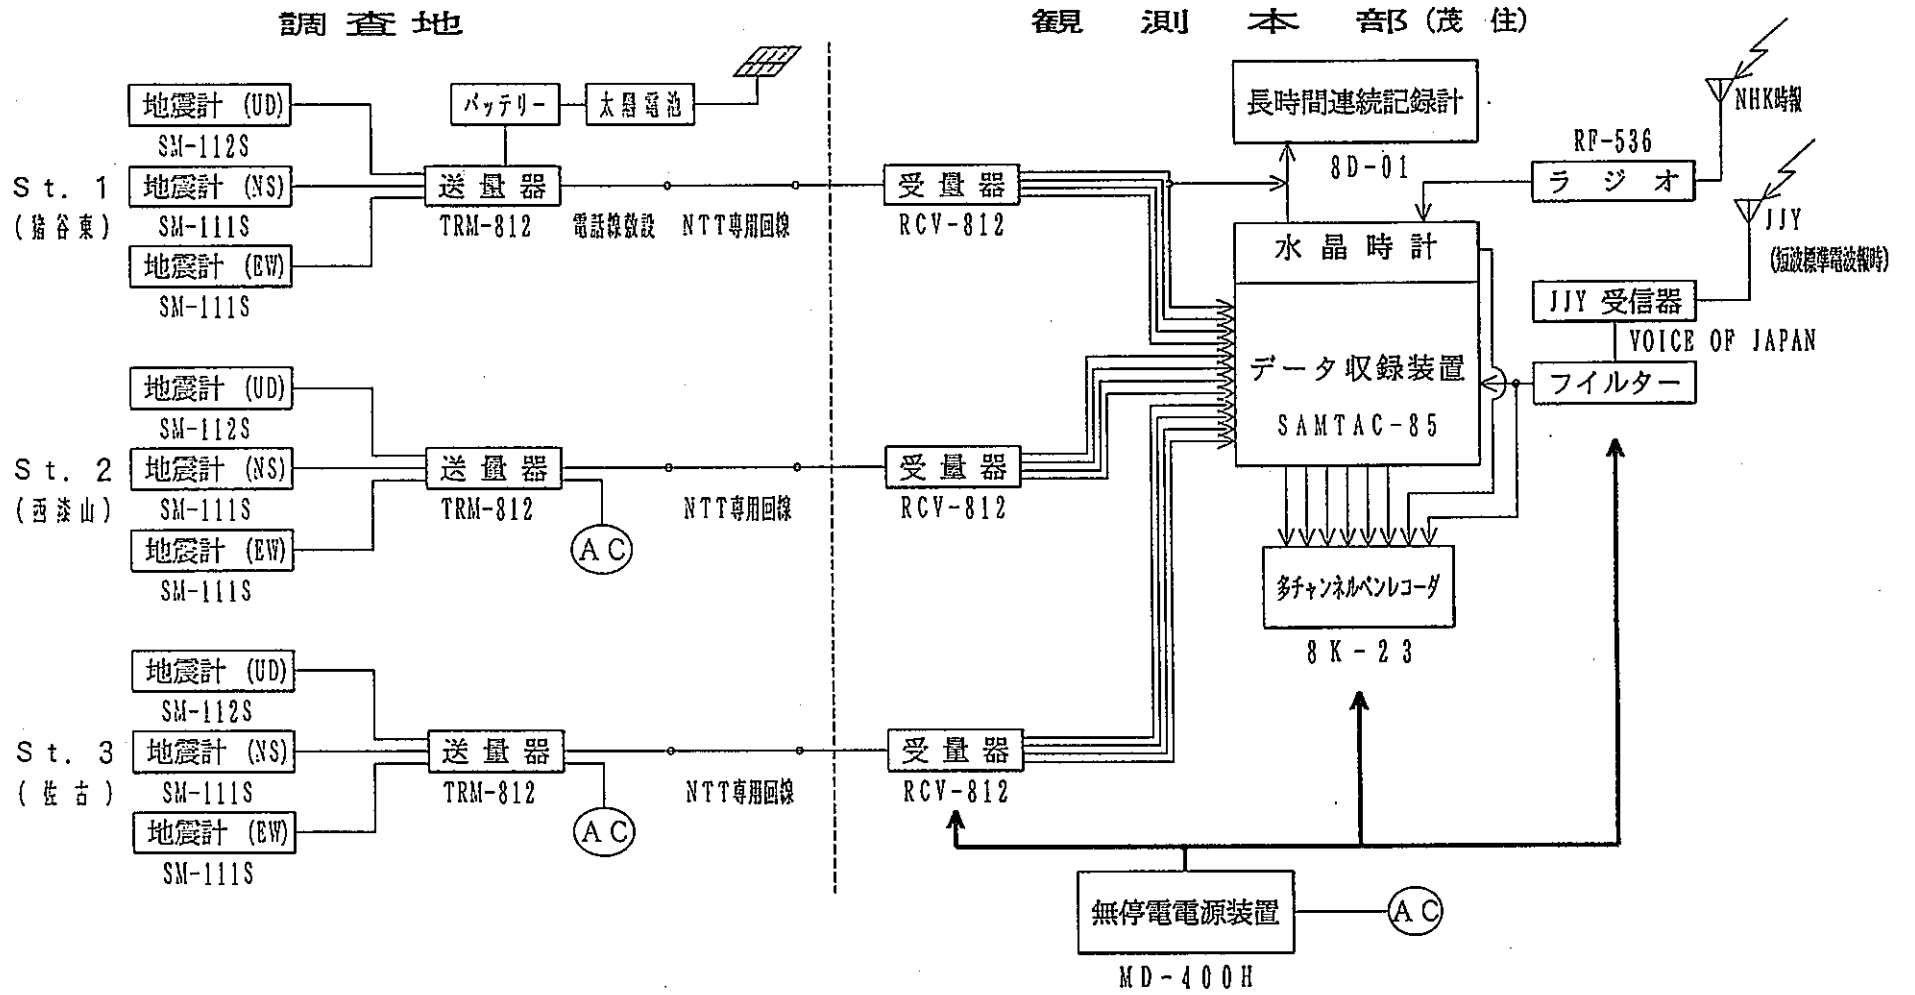 調査地
観測本部(茂住)
地震計 (UD)
SM-112S
St. 1
(猪谷東)
地震計 (NS)
SM-111S
地震計 (EW)
SM-111S
バッテリー
太陽電池
送量器
TRM-812
電話線敷設
NTT専用回線
受量器
RCV-812
長時間連続記録計
8D-01
NHK時報
RF-536
ラジオ
JJY
(短波標準電波報時)
水晶時計
データ収録装置
SAMTAC-85
JJY 受信器
VOICE OF JAPAN
フイルター
地震計 (UD)
SM-112S
St. 2
(西漆山)
地震計 (NS)
SM-111S
地震計 (EW)
SM-111S
送量器
TRM-812
AC
NTT専用回線
受量器
RCV-812
多チャンネルペンレコーダ
8K-23
地震計 (UD)
SM-112S
St. 3
(佐古)
地震計 (NS)
SM-111S
地震計 (EW)
SM-111S
送量器
TRM-812
AC
NTT専用回線
受量器
RCV-812
無停電電源装置
MD-400H
AC